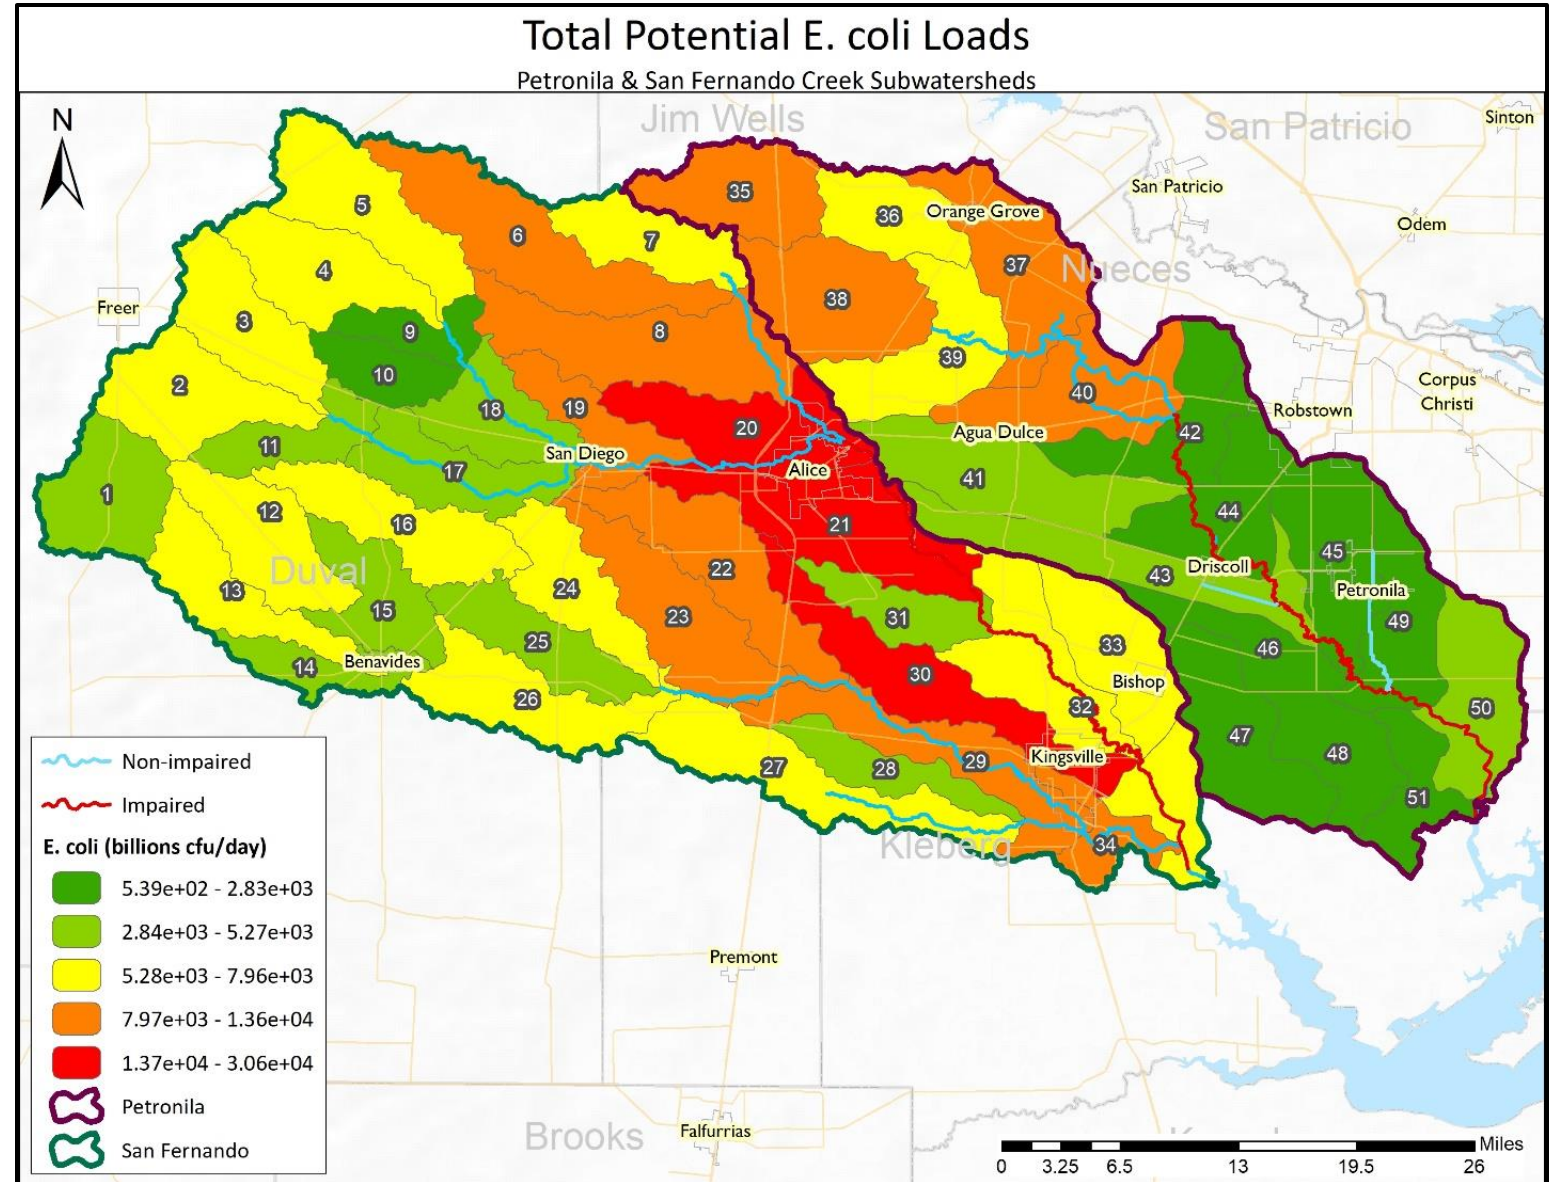 Total Potential E. coli Loads
Petronila & San Fernando Creek Subwatersheds
N
Jim Wells
San Patricio
Sinton
San Patricio
Odem
35
36
Orange Grove
5
6
7
37
Nueces
4
38
Freer
3
9
8
39
2
10
18
19
20
40
Corpus
Christi
Robstown
42
Agua Dulce
11
San Diego
17
Alice
41
1
12
16
21
44
45
Duval
22
43
Driscoll
Petronila
13
15
24
23
31
49
14
Benavides
25
30
33
46
26
Bishop
32
50
47
48
Kingsville
27
28
29
51
34
Kleberg
Premont
Brooks
Falfurrias
Non-impaired
Impaired
E. coli (billions cfu/day)
5.39e+02 - 2.83e+03
2.84e+03 - 5.27e+03
5.28e+03 - 7.96e+03
7.97e+03 - 1.36e+04
1.37e+04 - 3.06e+04
Petronila
San Fernando
Miles
0 3.25 6.5 13 19.5 26